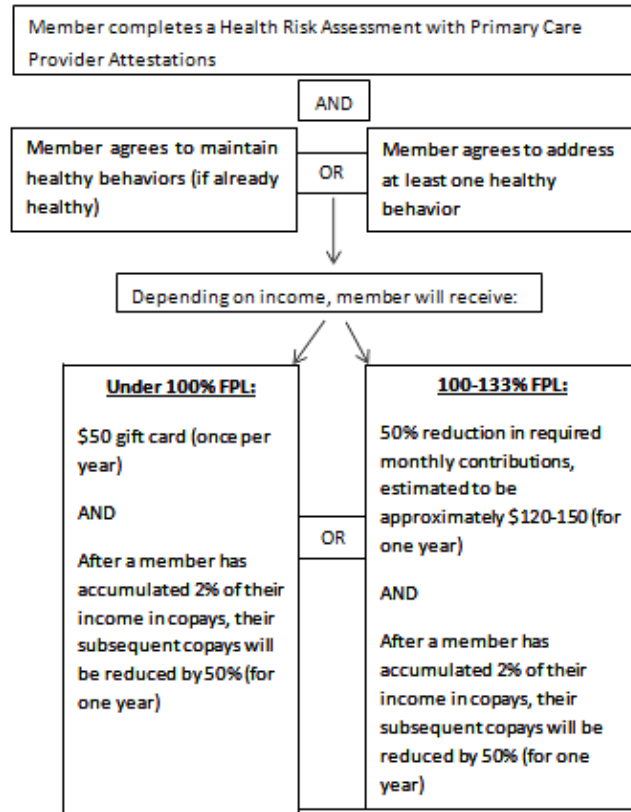 Member completes a Health Risk Assessment with Primary Care
Provider Attestations
AND
Member agrees to maintain
healthy behaviors (if already
healthy)
OR
Member agrees to address
at least one healthy
behavior
Depending on income, member will receive:
Under 100% FPL:
$50 gift card (once per
year)
AND
After a member has
accumulated 2% of their
income in copays, their
subsequent copays will
be reduced by 50% (for
one year)
OR
100-133% FPL:
50% reduction in required
monthly contributions,
estimated to be
approximately $120-150 (for
one year)
AND
After a member has
accumulated 2% of their
income in copays, their
subsequent copays will be
reduced by 50% (for one
year)